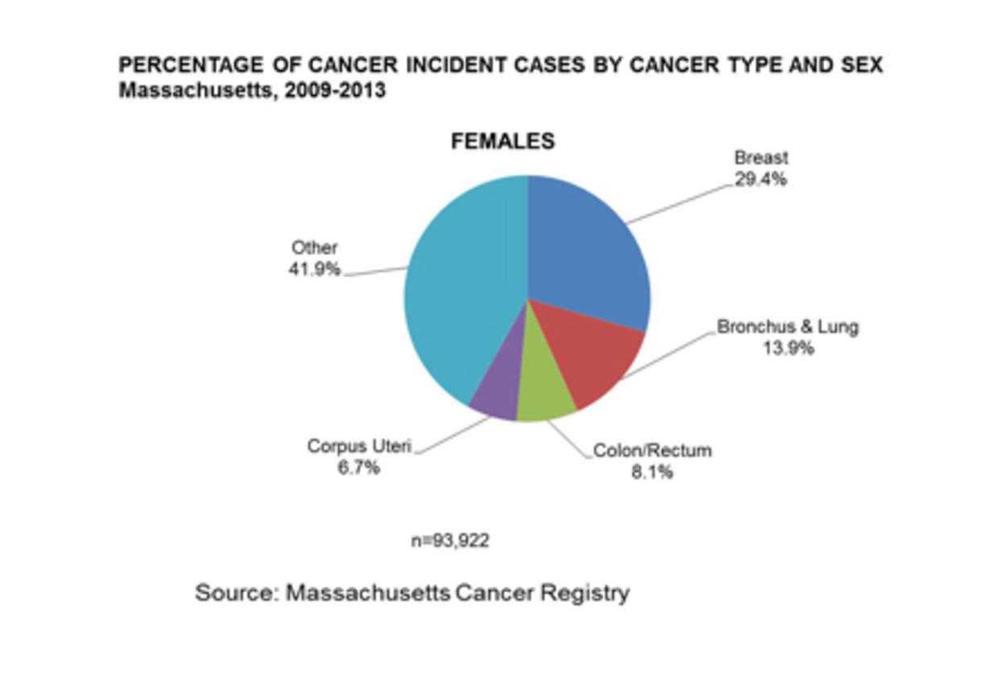 PERCENTAGE OF CANCER INCIDENT CASES BY CANCER TYPE AND SEX
Massachusetts, 2009-2013
FEMALES
Breast
29.4%
Other
41.9%
Bronchus & Lung
13.9%
Corpus Uteri
6.7%
Colon/Rectum
8.1%
n=93,922
Source: Massachusetts Cancer Registry